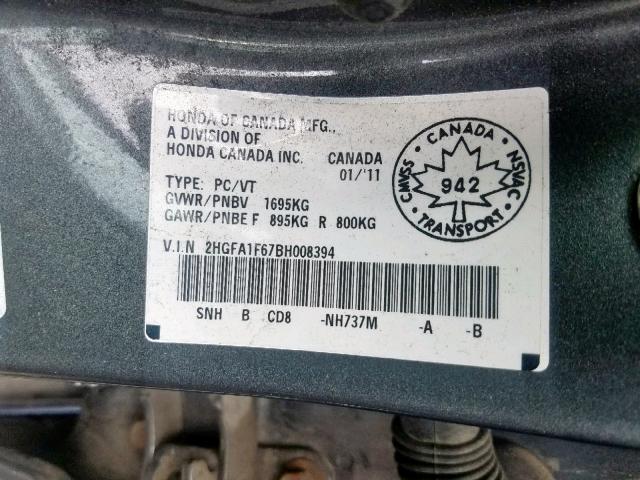 HONDA OF CANADA MFG.,
A DIVISION OF
HONDA CANADA INC. CANADA
01/'11
TYPE: PC/VT
GVWR/PNBV 1695KG
GAWR/PNBE F 895KG R 800KG
V.I.N 2HGFA1F67BH008394
SNH B CD8 -NH737M -A -B
CANADA
CMVSS 942 NSVAC
TRANSPORT